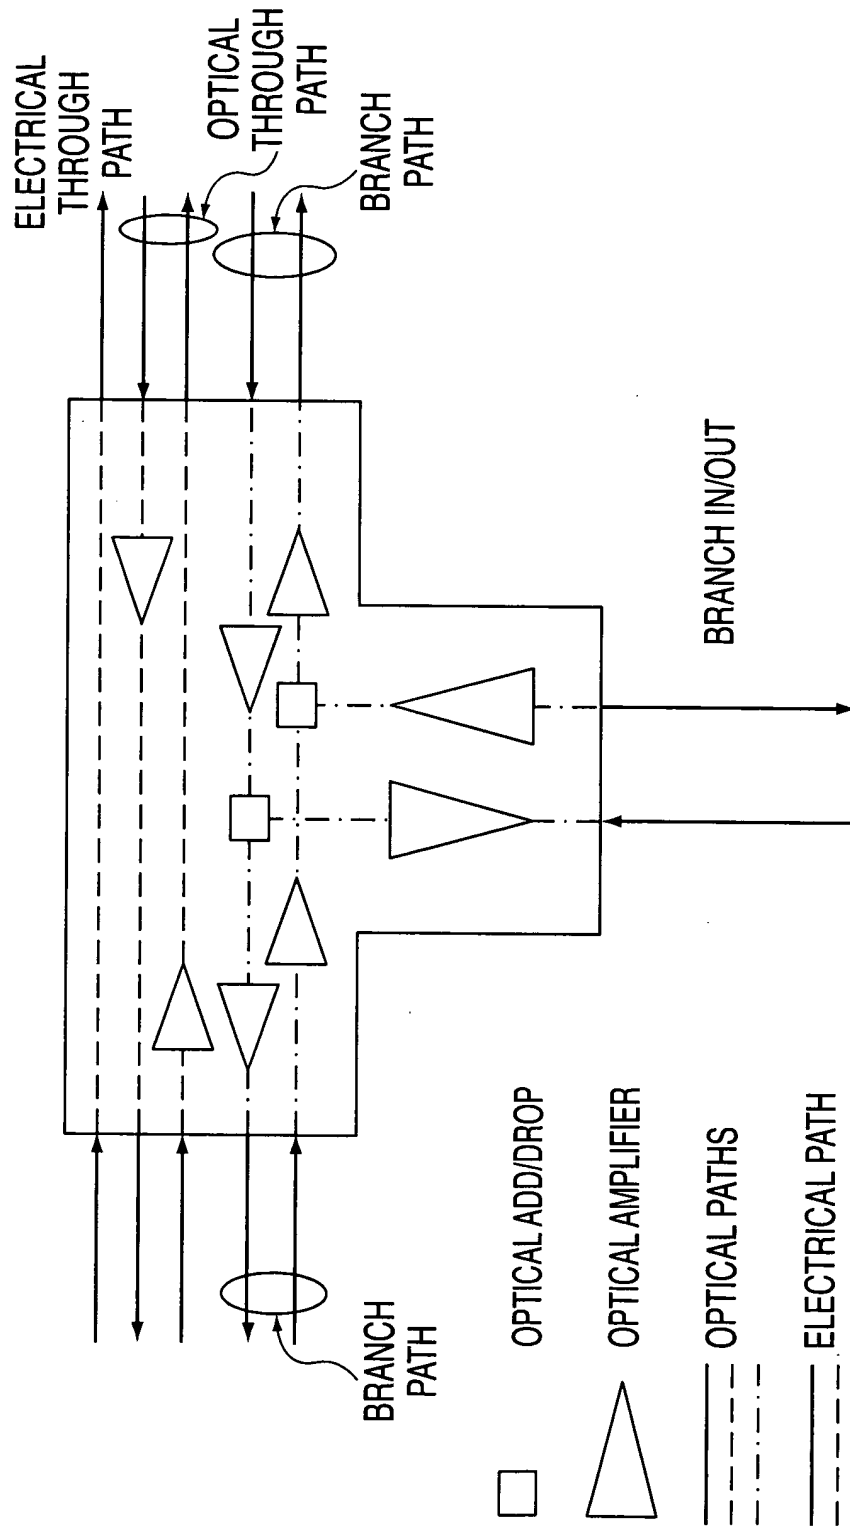 ELECTRICAL
THROUGH
PATH
OPTICAL
THROUGH
PATH
BRANCH
PATH
BRANCH IN/OUT
BRANCH
PATH
OPTICAL ADD/DROP
OPTICAL AMPLIFIER
OPTICAL PATHS
ELECTRICAL PATH